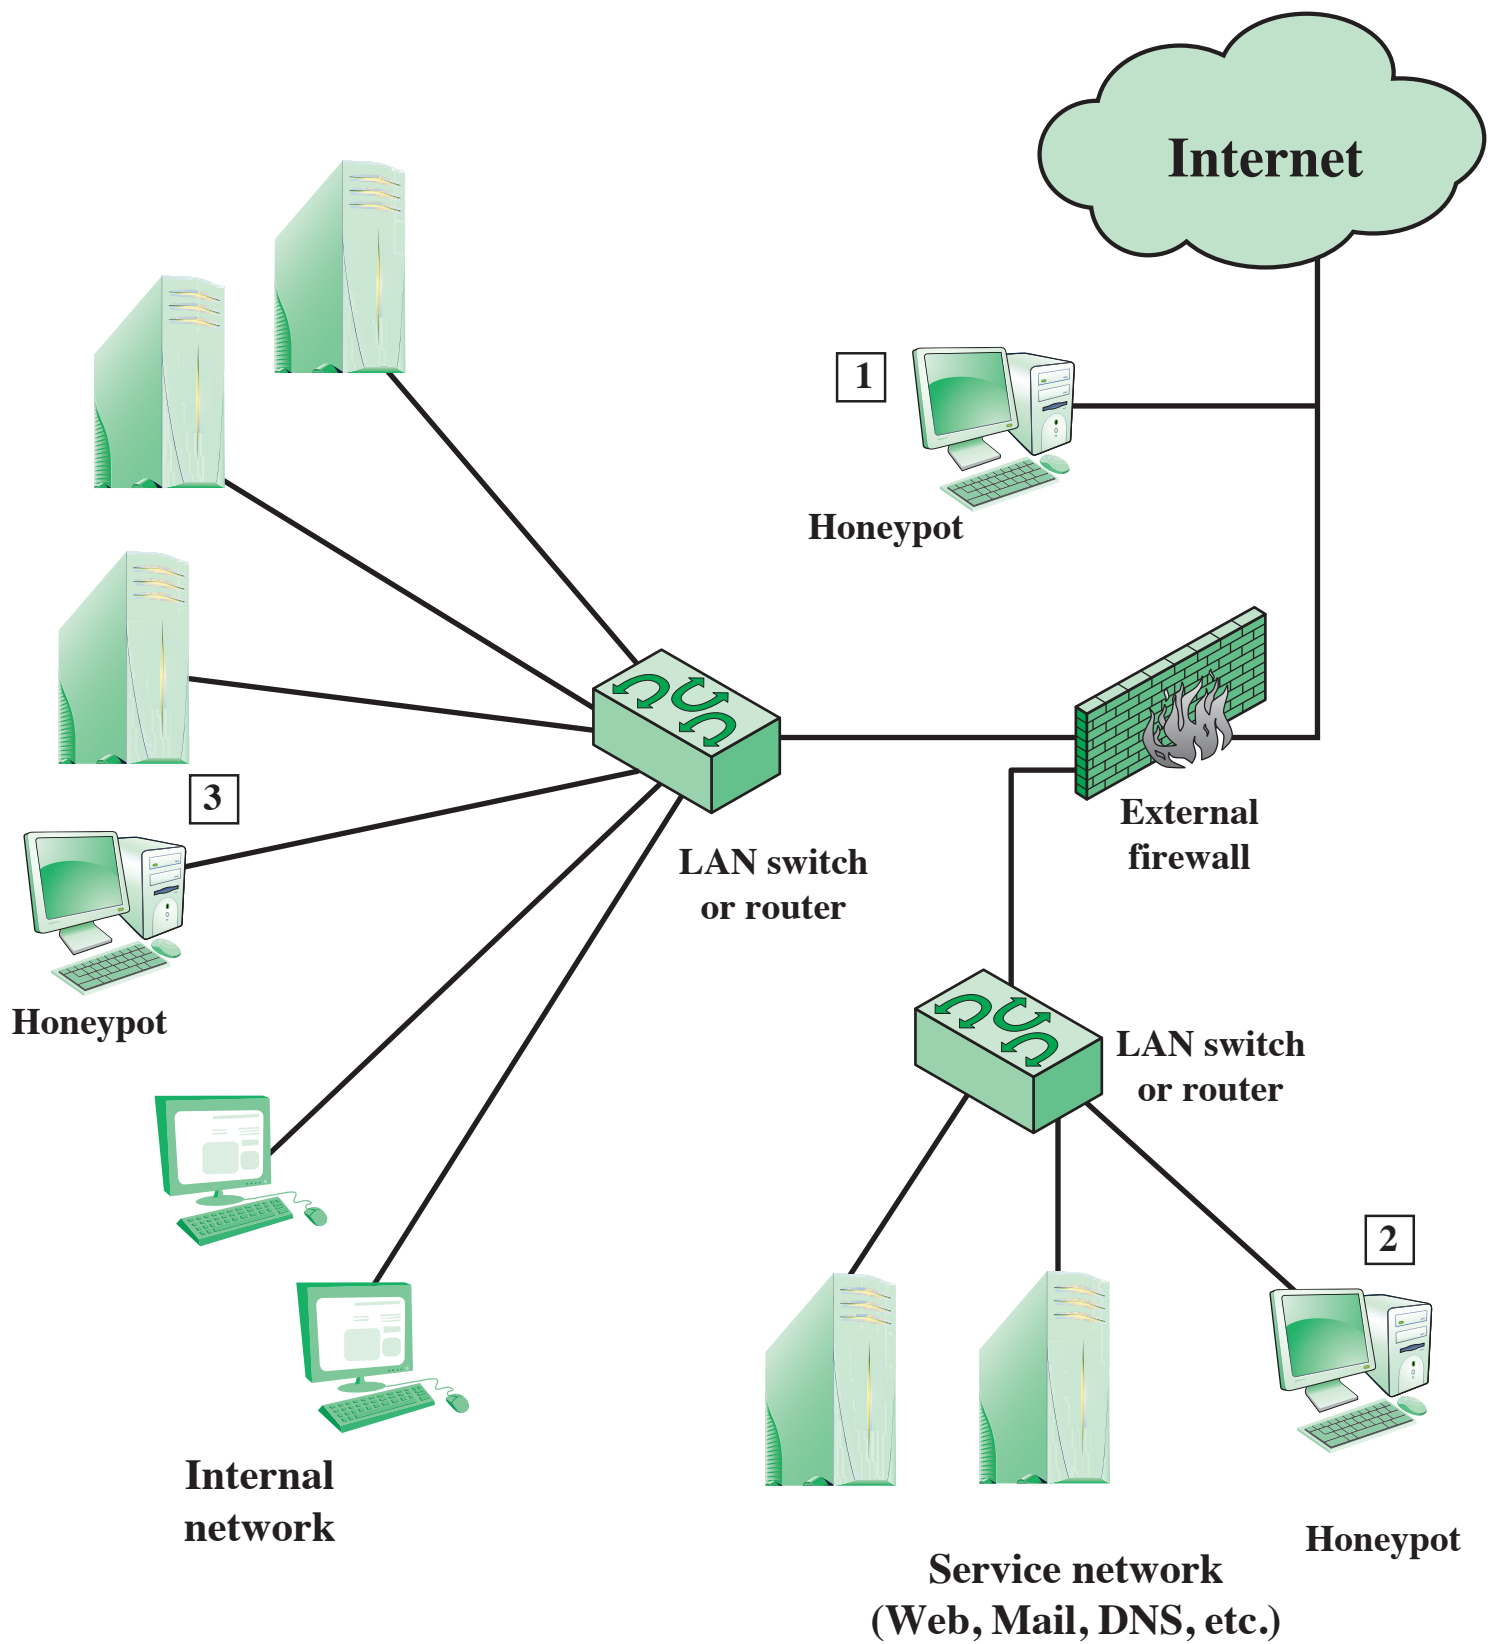 Internet
1
Honeypot
External
firewall
LAN switch
or router
3
Honeypot
LAN switch
or router
2
Internal
network
Honeypot
Service network
(Web, Mail, DNS, etc.)